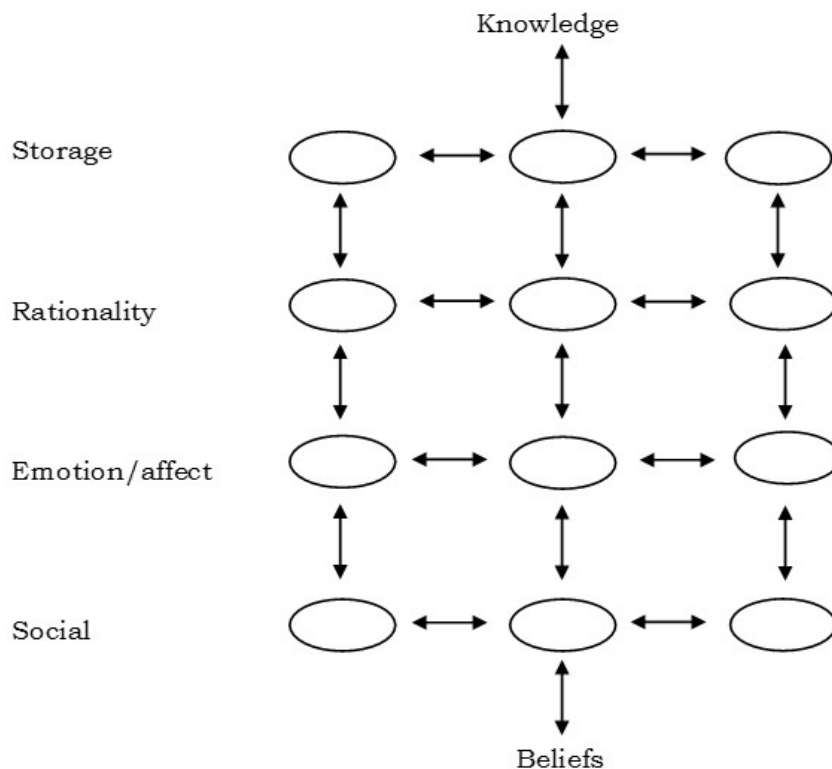 Knowledge
Storage
Rationality
Emotion/affect
Social
Beliefs